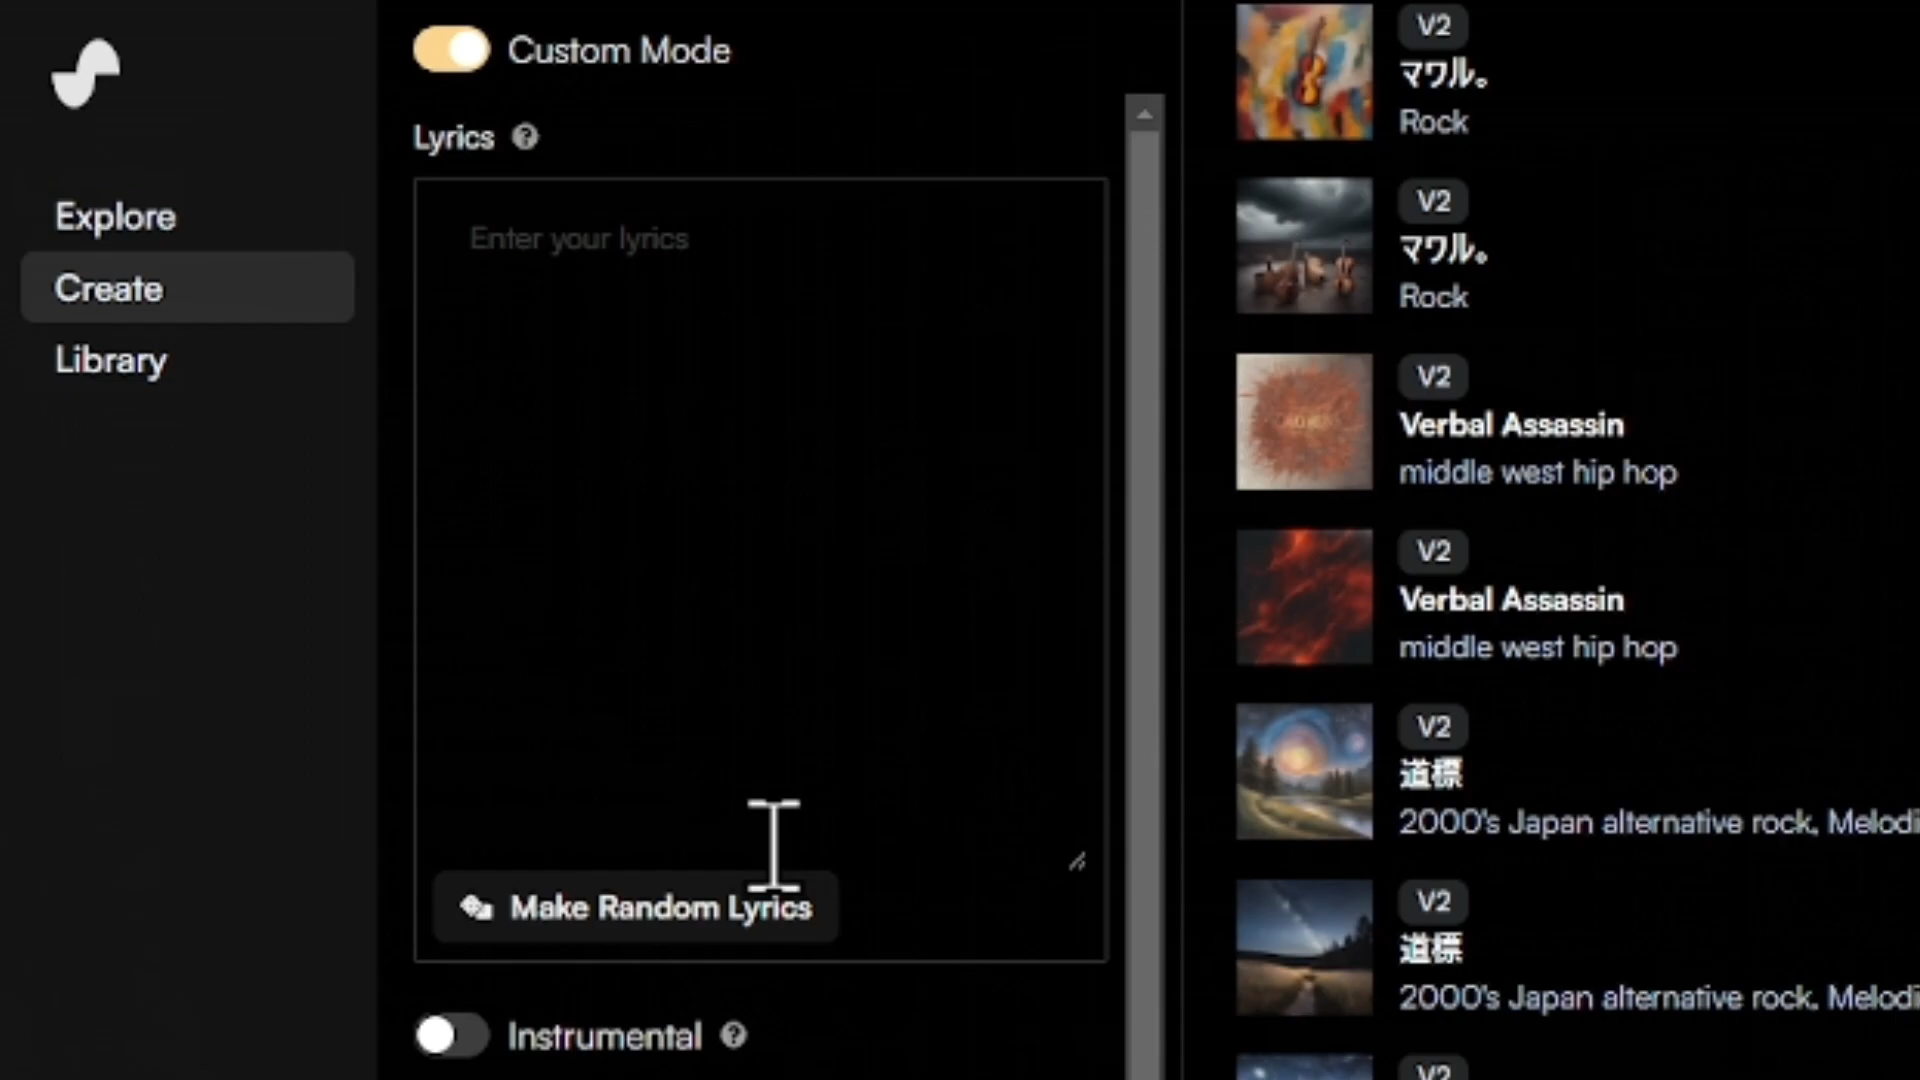 Explore
Create
Library
Custom Mode
Lyrics
Enter your lyrics
Make Random Lyrics
Instrumental
V2
マワル。
Rock
V2
マワル。
Rock
V2
Verbal Assassin
middle west hip hop
V2
Verbal Assassin
middle west hip hop
V2
道標
2000's Japan alternative rock, Melodi
V2
道標
2000's Japan alternative rock, Melodi
V2